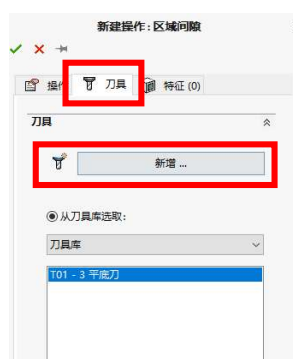 新建操作:区域间隙
操作 刀具 特征 (0)
刀具
新增 ...
从刀具库选取:
刀具库
T01 - 3 平底刀